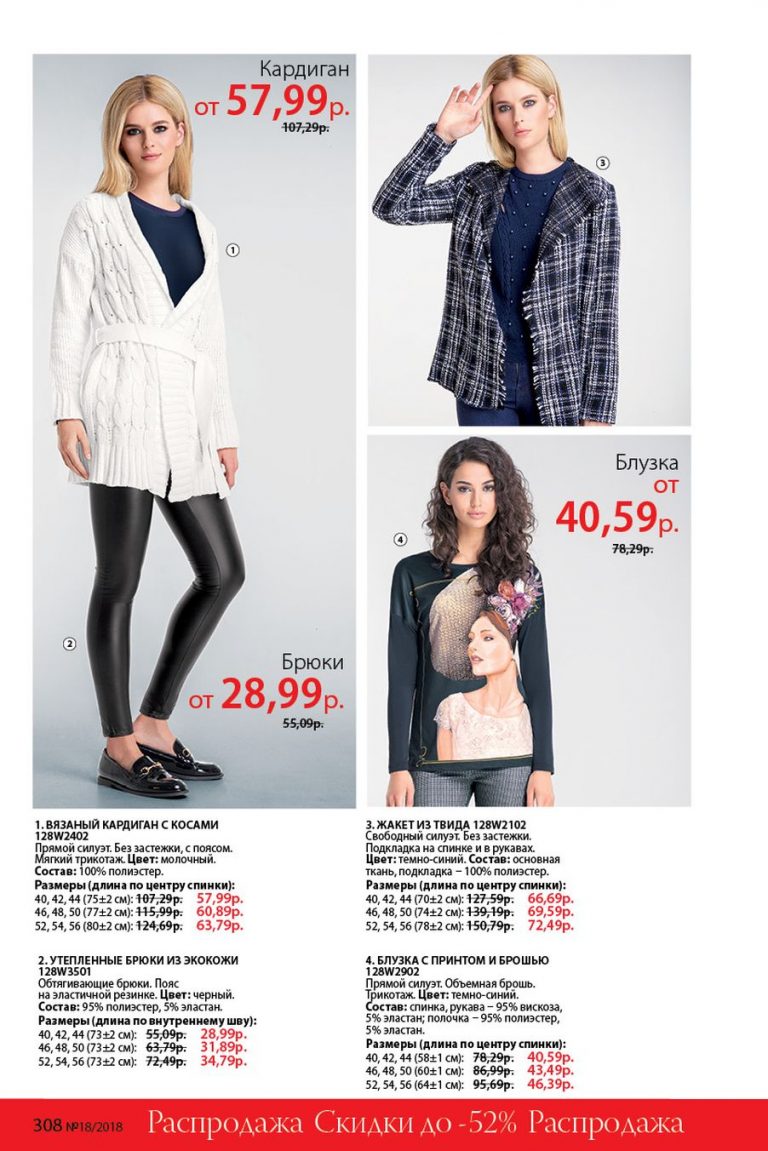 Кардиган
от 57,99р.
107,29р.
1
2
Брюки
от 28,99р.
55,09р.
3
Блузка
от
40,59р.
78,29р.
4
1. ВЯЗАНЫЙ КАРДИГАН С КОСАМИ
128W2402
Прямой силуэт. Без застежки, с поясом.
Мягкий трикотаж. Цвет: молочный.
Состав: 100% полиэстер.
Размеры (длина по центру спинки):
40, 42, 44 (75±2 см): 107,29р. 57,99р.
46, 48, 50 (77±2 см): 115,99р. 60,89р.
52, 54, 56 (80±2 см): 124,69р. 63,79р.
2. УТЕПЛЕННЫЕ БРЮКИ ИЗ ЭКОКОЖИ
128W3501
Обтягивающие брюки. Пояс
на эластичной резинке. Цвет: черный.
Состав: 95% полиэстер, 5% эластан.
Размеры (длина по внутреннему шву):
40, 42, 44 (73±2 см): 55,09р. 28,99р.
46, 48, 50 (73±2 см): 63,79р. 31,89р.
52, 54, 56 (73±2 см): 72,49р. 34,79р.
3. ЖАКЕТ ИЗ ТВИДА 128W2102
Свободный силуэт. Без застежки.
Подкладка на спинке и в рукавах.
Цвет: темно-синий. Состав: основная
ткань, подкладка – 100% полиэстер.
Размеры (длина по центру спинки):
40, 42, 44 (70±2 см): 127,59р. 66,69р.
46, 48, 50 (74±2 см): 139,19р. 69,59р.
52, 54, 56 (78±2 см): 150,79р. 72,49р.
4. БЛУЗКА С ПРИНТОМ И БРОШЬЮ
128W2902
Прямой силуэт. Объемная брошь.
Трикотаж. Цвет: темно-синий.
Состав: спинка, рукава – 95% вискоза,
5% эластан; полочка – 95% полиэстер,
5% эластан.
Размеры (длина по центру спинки):
40, 42, 44 (58±1 см): 78,29р. 40,59р.
46, 48, 50 (60±1 см): 86,99р. 43,49р.
52, 54, 56 (64±1 см): 95,69р. 46,39р.
308 №18/2018 Распродажа Скидки до -52% Распродажа